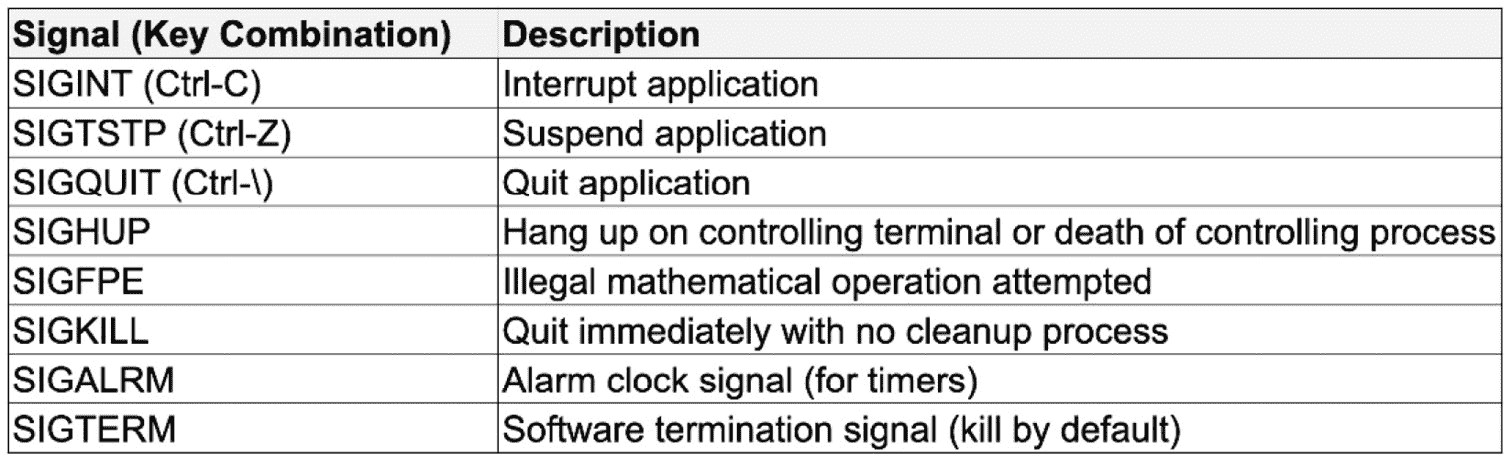 Signal (Key Combination) Description
SIGINT (Ctrl-C) Interrupt application
SIGTSTP (Ctrl-Z) Suspend application
SIGQUIT (Ctrl-\) Quit application
SIGHUP Hang up on controlling terminal or death of controlling process
SIGFPE Illegal mathematical operation attempted
SIGKILL Quit immediately with no cleanup process
SIGALRM Alarm clock signal (for timers)
SIGTERM Software termination signal (kill by default)